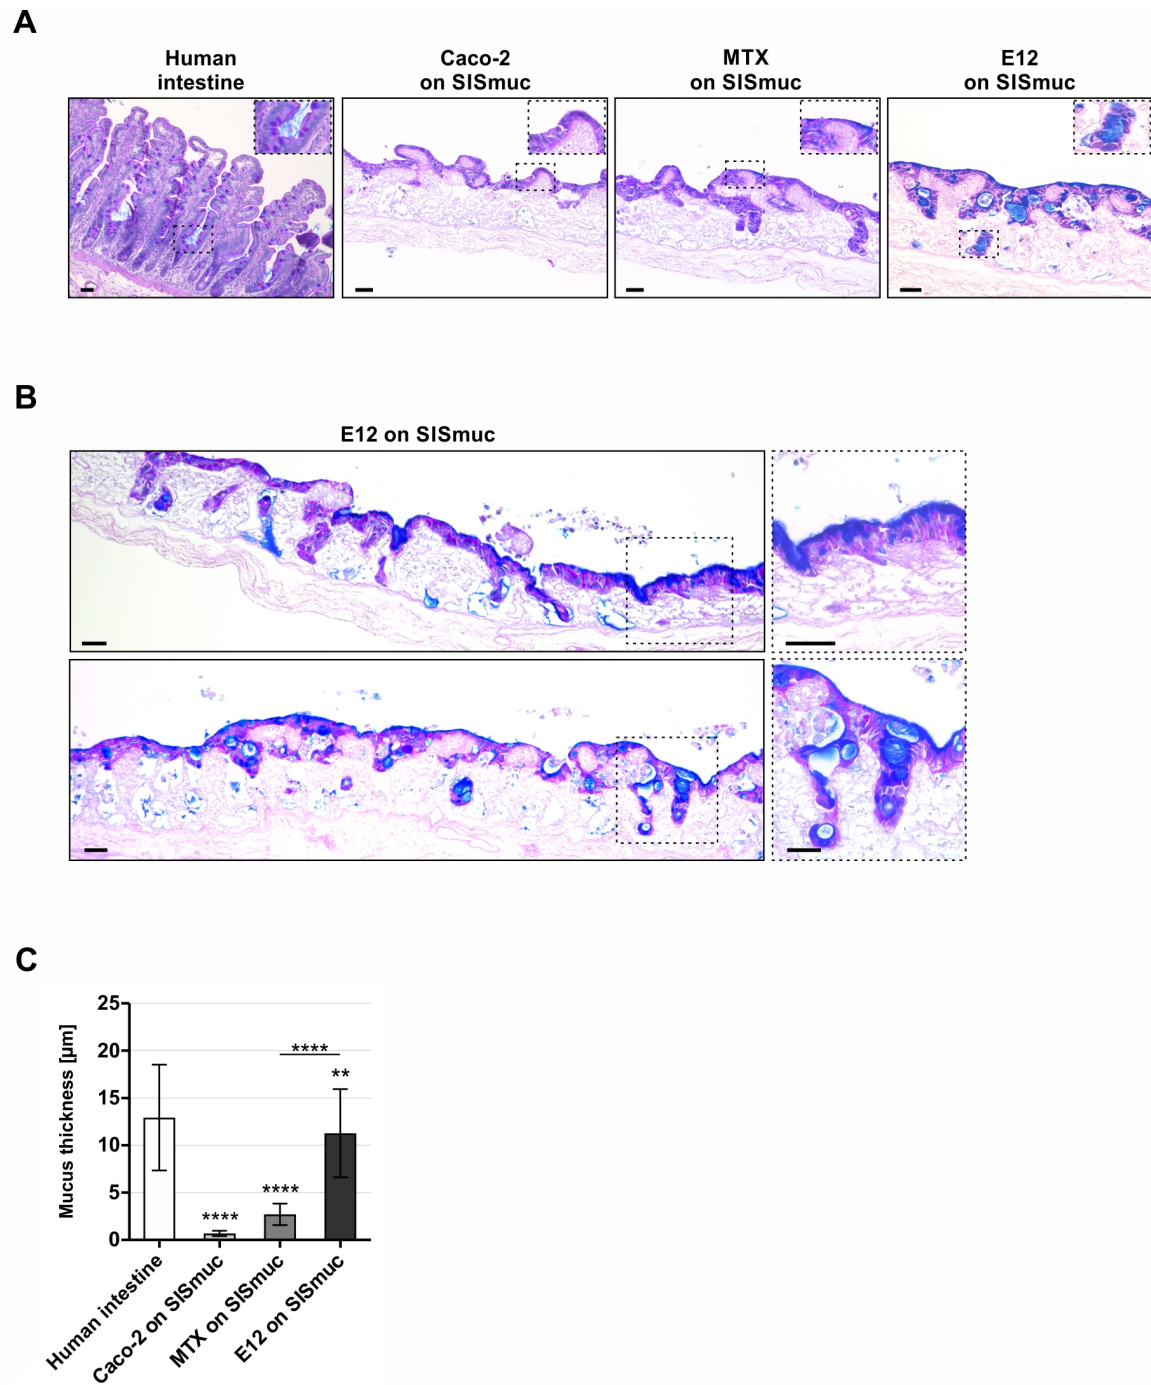 A
Human
intestine
Caco-2
on SISmuc
MTX
on SISmuc
E12
on SISmuc
B
E12 on SISmuc
C
Mucus thickness [µm]
25
20
15
10
5
0
****
****
****
**
Human intestine
Caco-2 on SISmuc
MTX on SISmuc
E12 on SISmuc